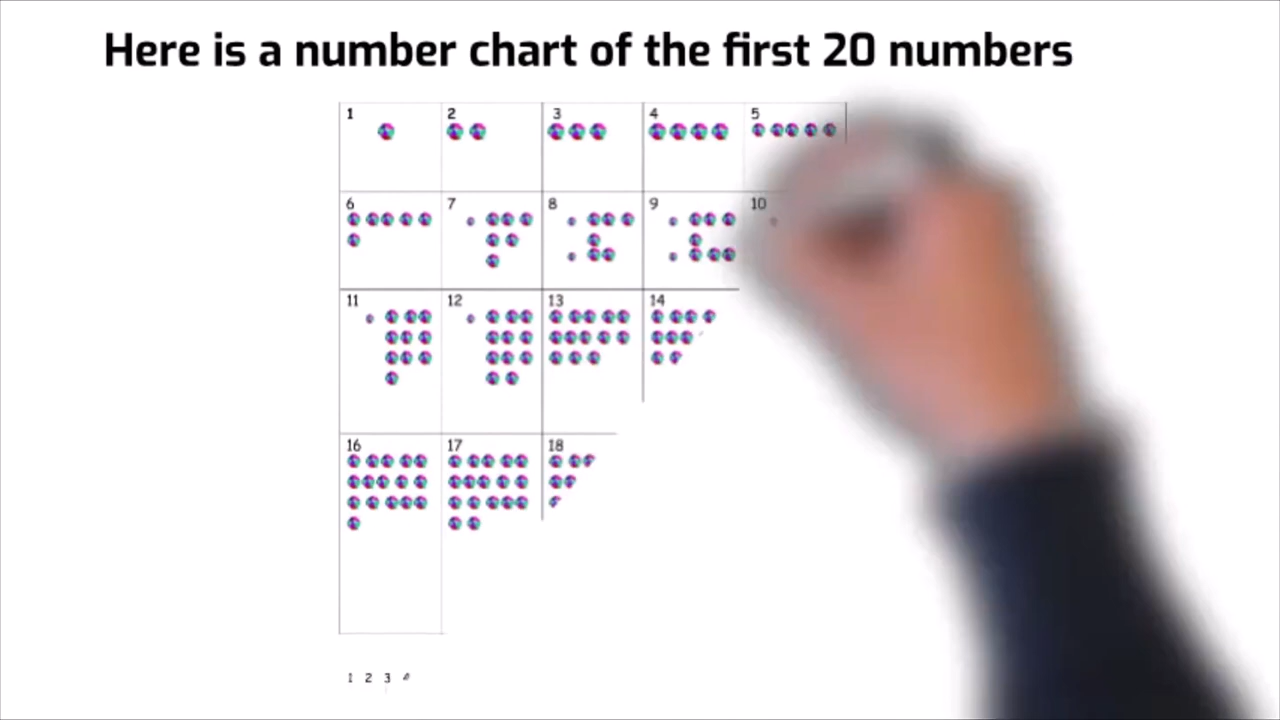 Here is a number chart of the first 20 numbers
1 2 3 4 5
6 7 8 9 10
11 12 13 14
16 17 18
1 2 3